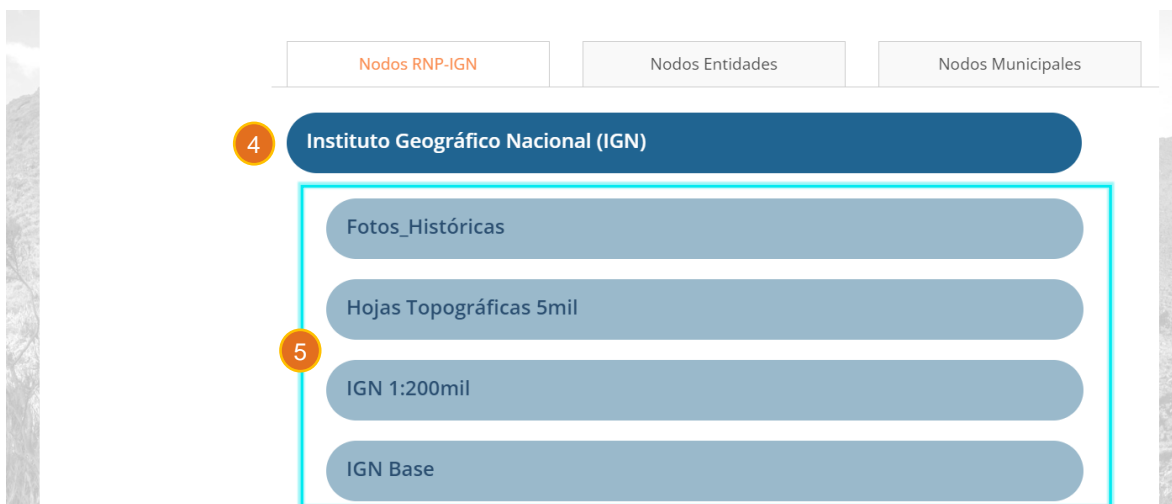 Nodos RNP-IGN Nodos Entidades Nodos Municipales
4 Instituto Geográfico Nacional (IGN)
Fotos_Históricas
Hojas Topográficas 5mil
5
IGN 1:200mil
IGN Base